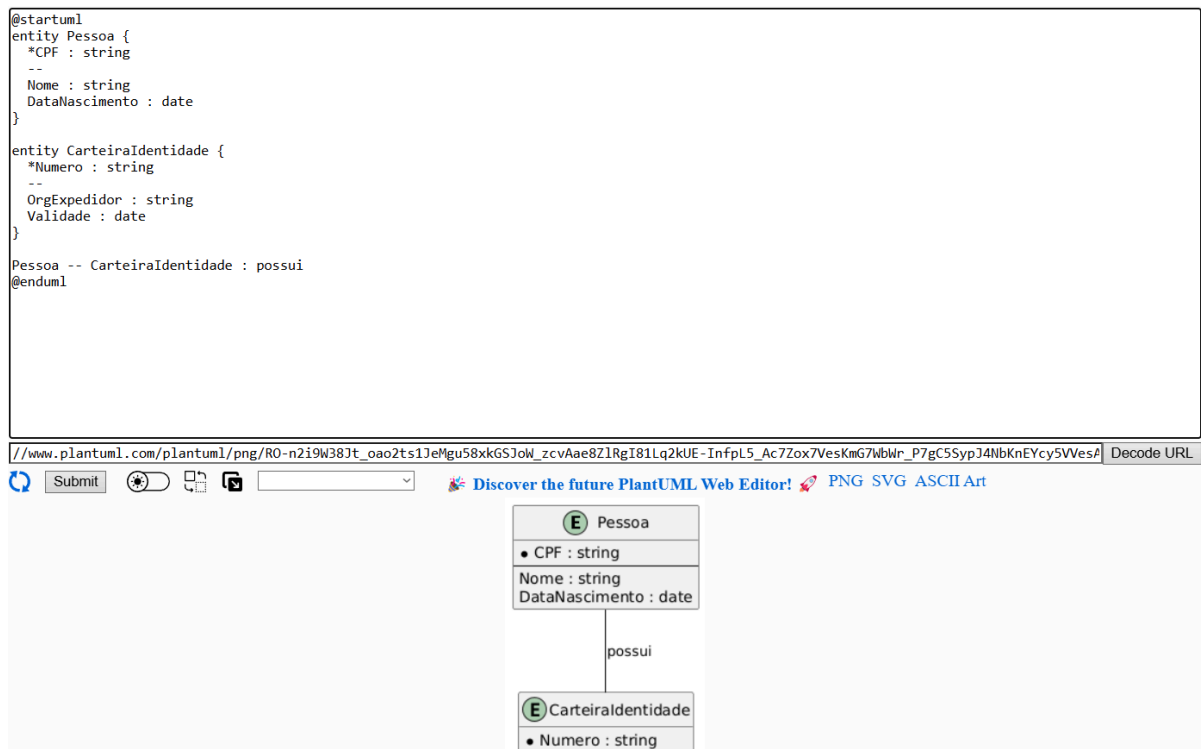 @startuml
entity Pessoa {
  *CPF : string
  --
  Nome : string
  DataNascimento : date
}
entity CarteiraIdentidade {
  *Numero : string
  --
  OrgExpedidor : string
  Validade : date
}
Pessoa -- CarteiraIdentidade : possui
@enduml
//www.plantuml.com/plantuml/png/RO-n2i9W38Jt_oao2ts1JeMgu58xkGSJoW_zcvAae8ZlRgI81Lq2kUE-InfpL5_Ac7Zox7VesKmG7WbWr_P7gC5SypJ4NbKnEYcy5VVesA Decode URL
Submit 🎉 Discover the future PlantUML Web Editor! 🚀 PNG SVG ASCII Art
E Pessoa
● CPF : string
Nome : string
DataNascimento : date
possui
E CarteiraIdentidade
● Numero : string